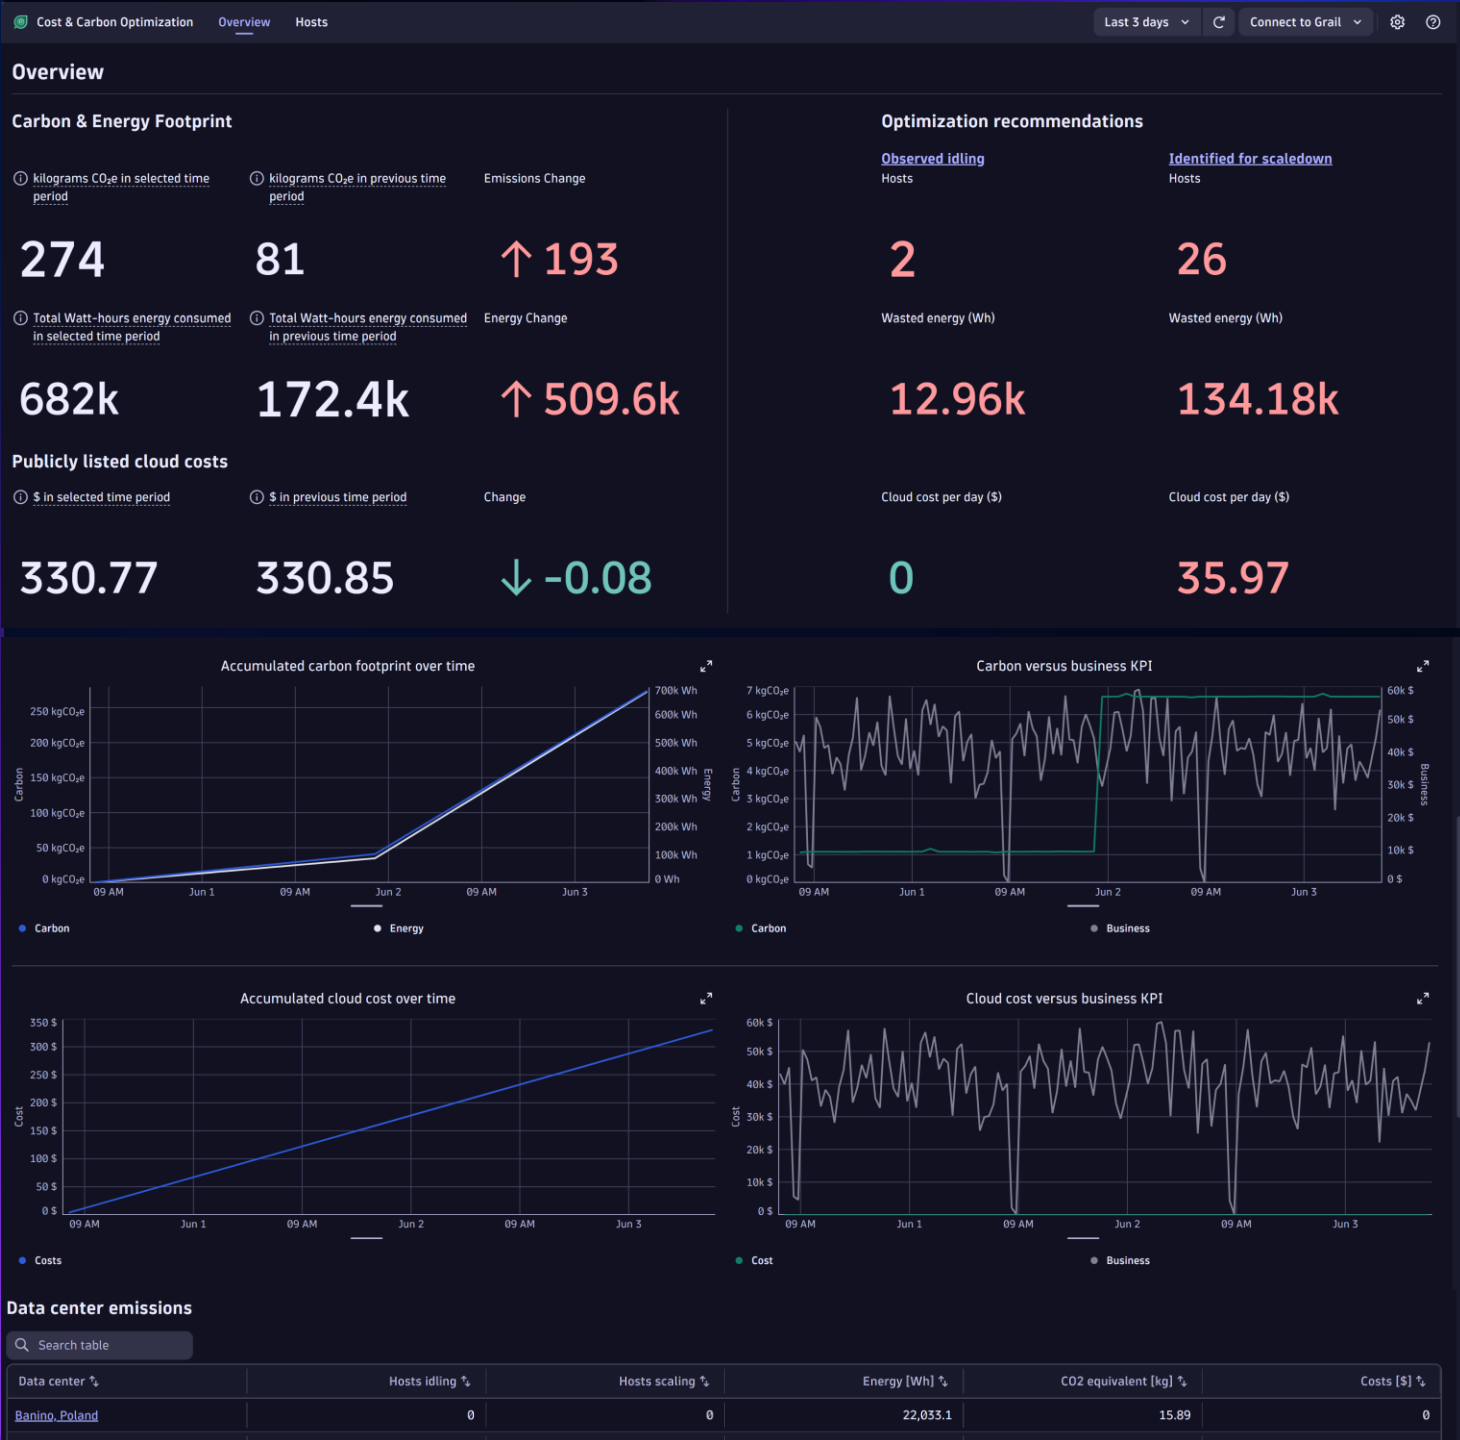 Cost & Carbon Optimization Overview Hosts Last 3 days Connect to Grail
Overview
Carbon & Energy Footprint
kilograms CO₂e in selected time
period
kilograms CO₂e in previous time
period
Emissions Change
274
81
↑ 193
Total Watt-hours energy consumed
in selected time period
Total Watt-hours energy consumed
in previous time period
Energy Change
682k
172.4k
↑ 509.6k
Publicly listed cloud costs
$ in selected time period
$ in previous time period
Change
330.77
330.85
↓ -0.08
Optimization recommendations
Observed idling
Hosts
Identified for scaledown
Hosts
2
26
Wasted energy (Wh)
Wasted energy (Wh)
12.96k
134.18k
Cloud cost per day ($)
Cloud cost per day ($)
0
35.97
Accumulated carbon footprint over time
250 kgCO₂e
200 kgCO₂e
150 kgCO₂e
100 kgCO₂e
50 kgCO₂e
0 kgCO₂e
Carbon
700k Wh
600k Wh
500k Wh
400k Wh
300k Wh
200k Wh
100k Wh
0 Wh
Energy
09 AM Jun 1 09 AM Jun 2 09 AM Jun 3
Carbon Energy
Carbon versus business KPI
7 kgCO₂e
6 kgCO₂e
5 kgCO₂e
4 kgCO₂e
3 kgCO₂e
2 kgCO₂e
1 kgCO₂e
0 kgCO₂e
Carbon
60k $
50k $
40k $
30k $
20k $
10k $
0 $
Business
09 AM Jun 1 09 AM Jun 2 09 AM Jun 3
Carbon Business
Accumulated cloud cost over time
350 $
300 $
250 $
200 $
150 $
100 $
50 $
0 $
Cost
09 AM Jun 1 09 AM Jun 2 09 AM Jun 3
Costs
Cloud cost versus business KPI
60k $
50k $
40k $
30k $
20k $
10k $
0 $
Cost
09 AM Jun 1 09 AM Jun 2 09 AM Jun 3
Cost Business
Data center emissions
Search table
Data center Hosts idling Hosts scaling Energy [Wh] CO2 equivalent [kg] Costs [$]
Banino, Poland 0 0 22,033.1 15.89 0